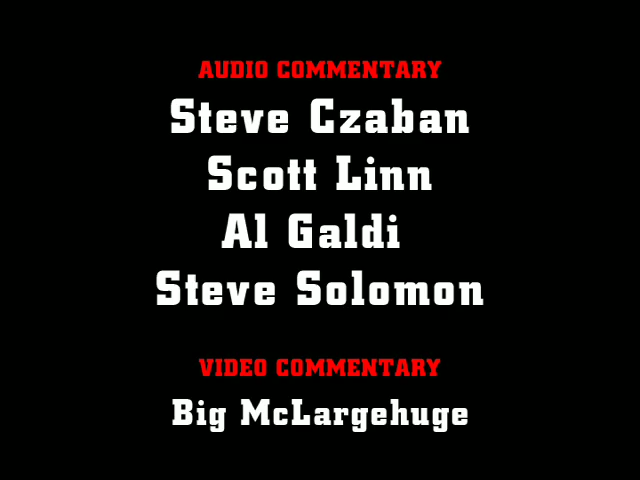 AUDIO COMMENTARY
Steve Czaban
Scott Linn
Al Galdi
Steve Solomon
VIDEO COMMENTARY
Big McLargehuge